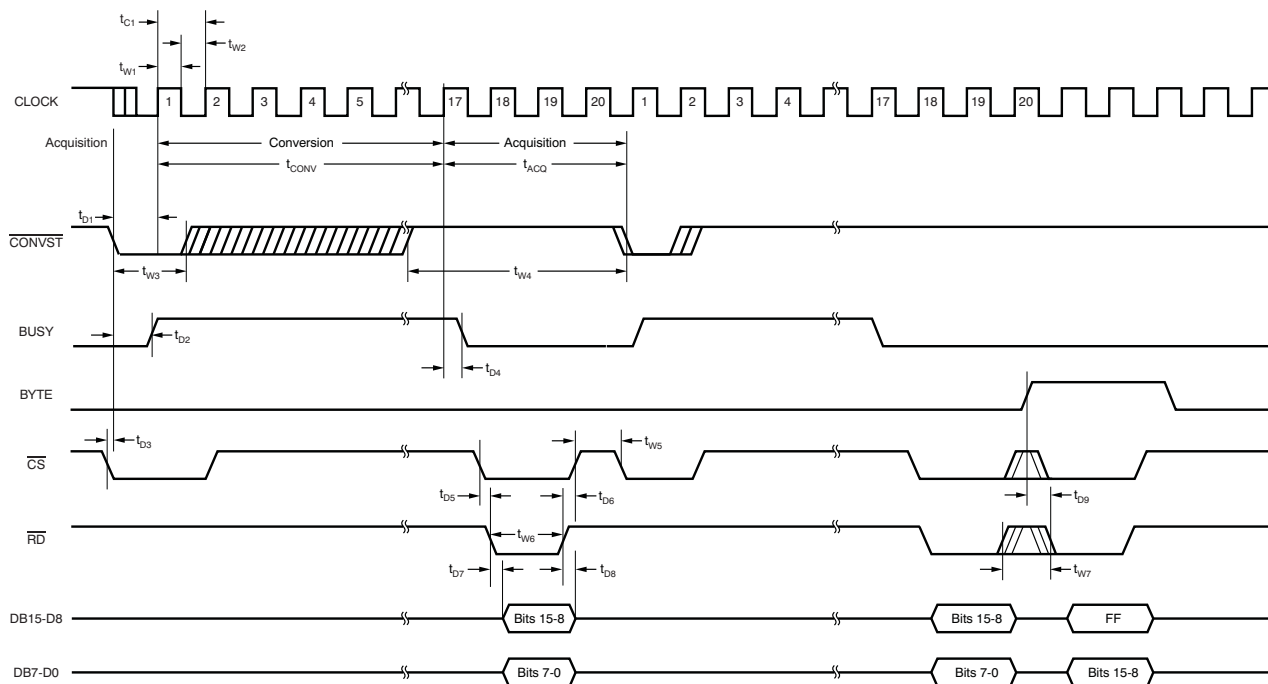 tC1
tW2
tW1
CLOCK 1 2 3 4 5 17 18 19 20 1 2 3 4 17 18 19 20
Acquisition Conversion Acquisition
tCONV tACQ
tD1
CONVST
tW3 tW4
BUSY
tD2
tD4
BYTE
tD3 tW5
CS
tD5 tD6 tD9
RD
tW6
tD7 tD8 tW7
DB15-D8 Bits 15-8 Bits 15-8 FF
DB7-D0 Bits 7-0 Bits 7-0 Bits 15-8